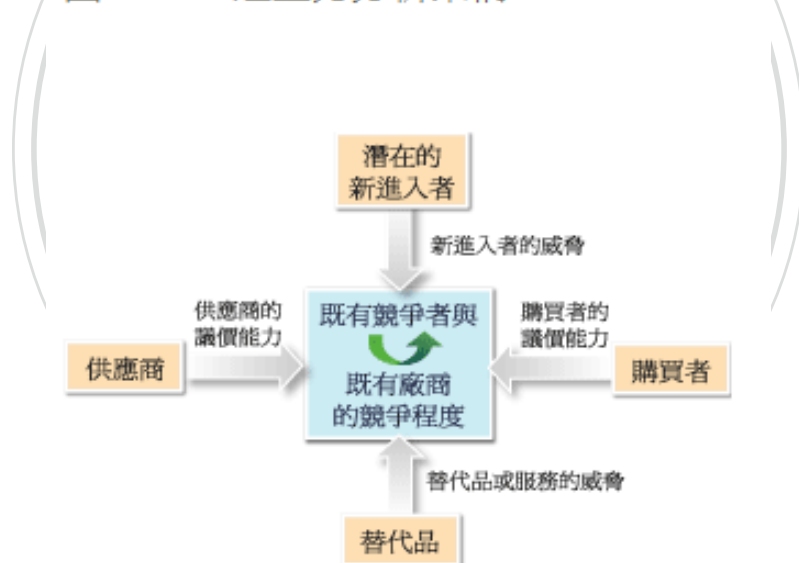 潛在的
新進入者
新進入者的威脅
供應商的
議價能力
既有競爭者與
購買者的
議價能力
供應商
既有廠商
的競爭程度
購買者
替代品或服務的威脅
替代品